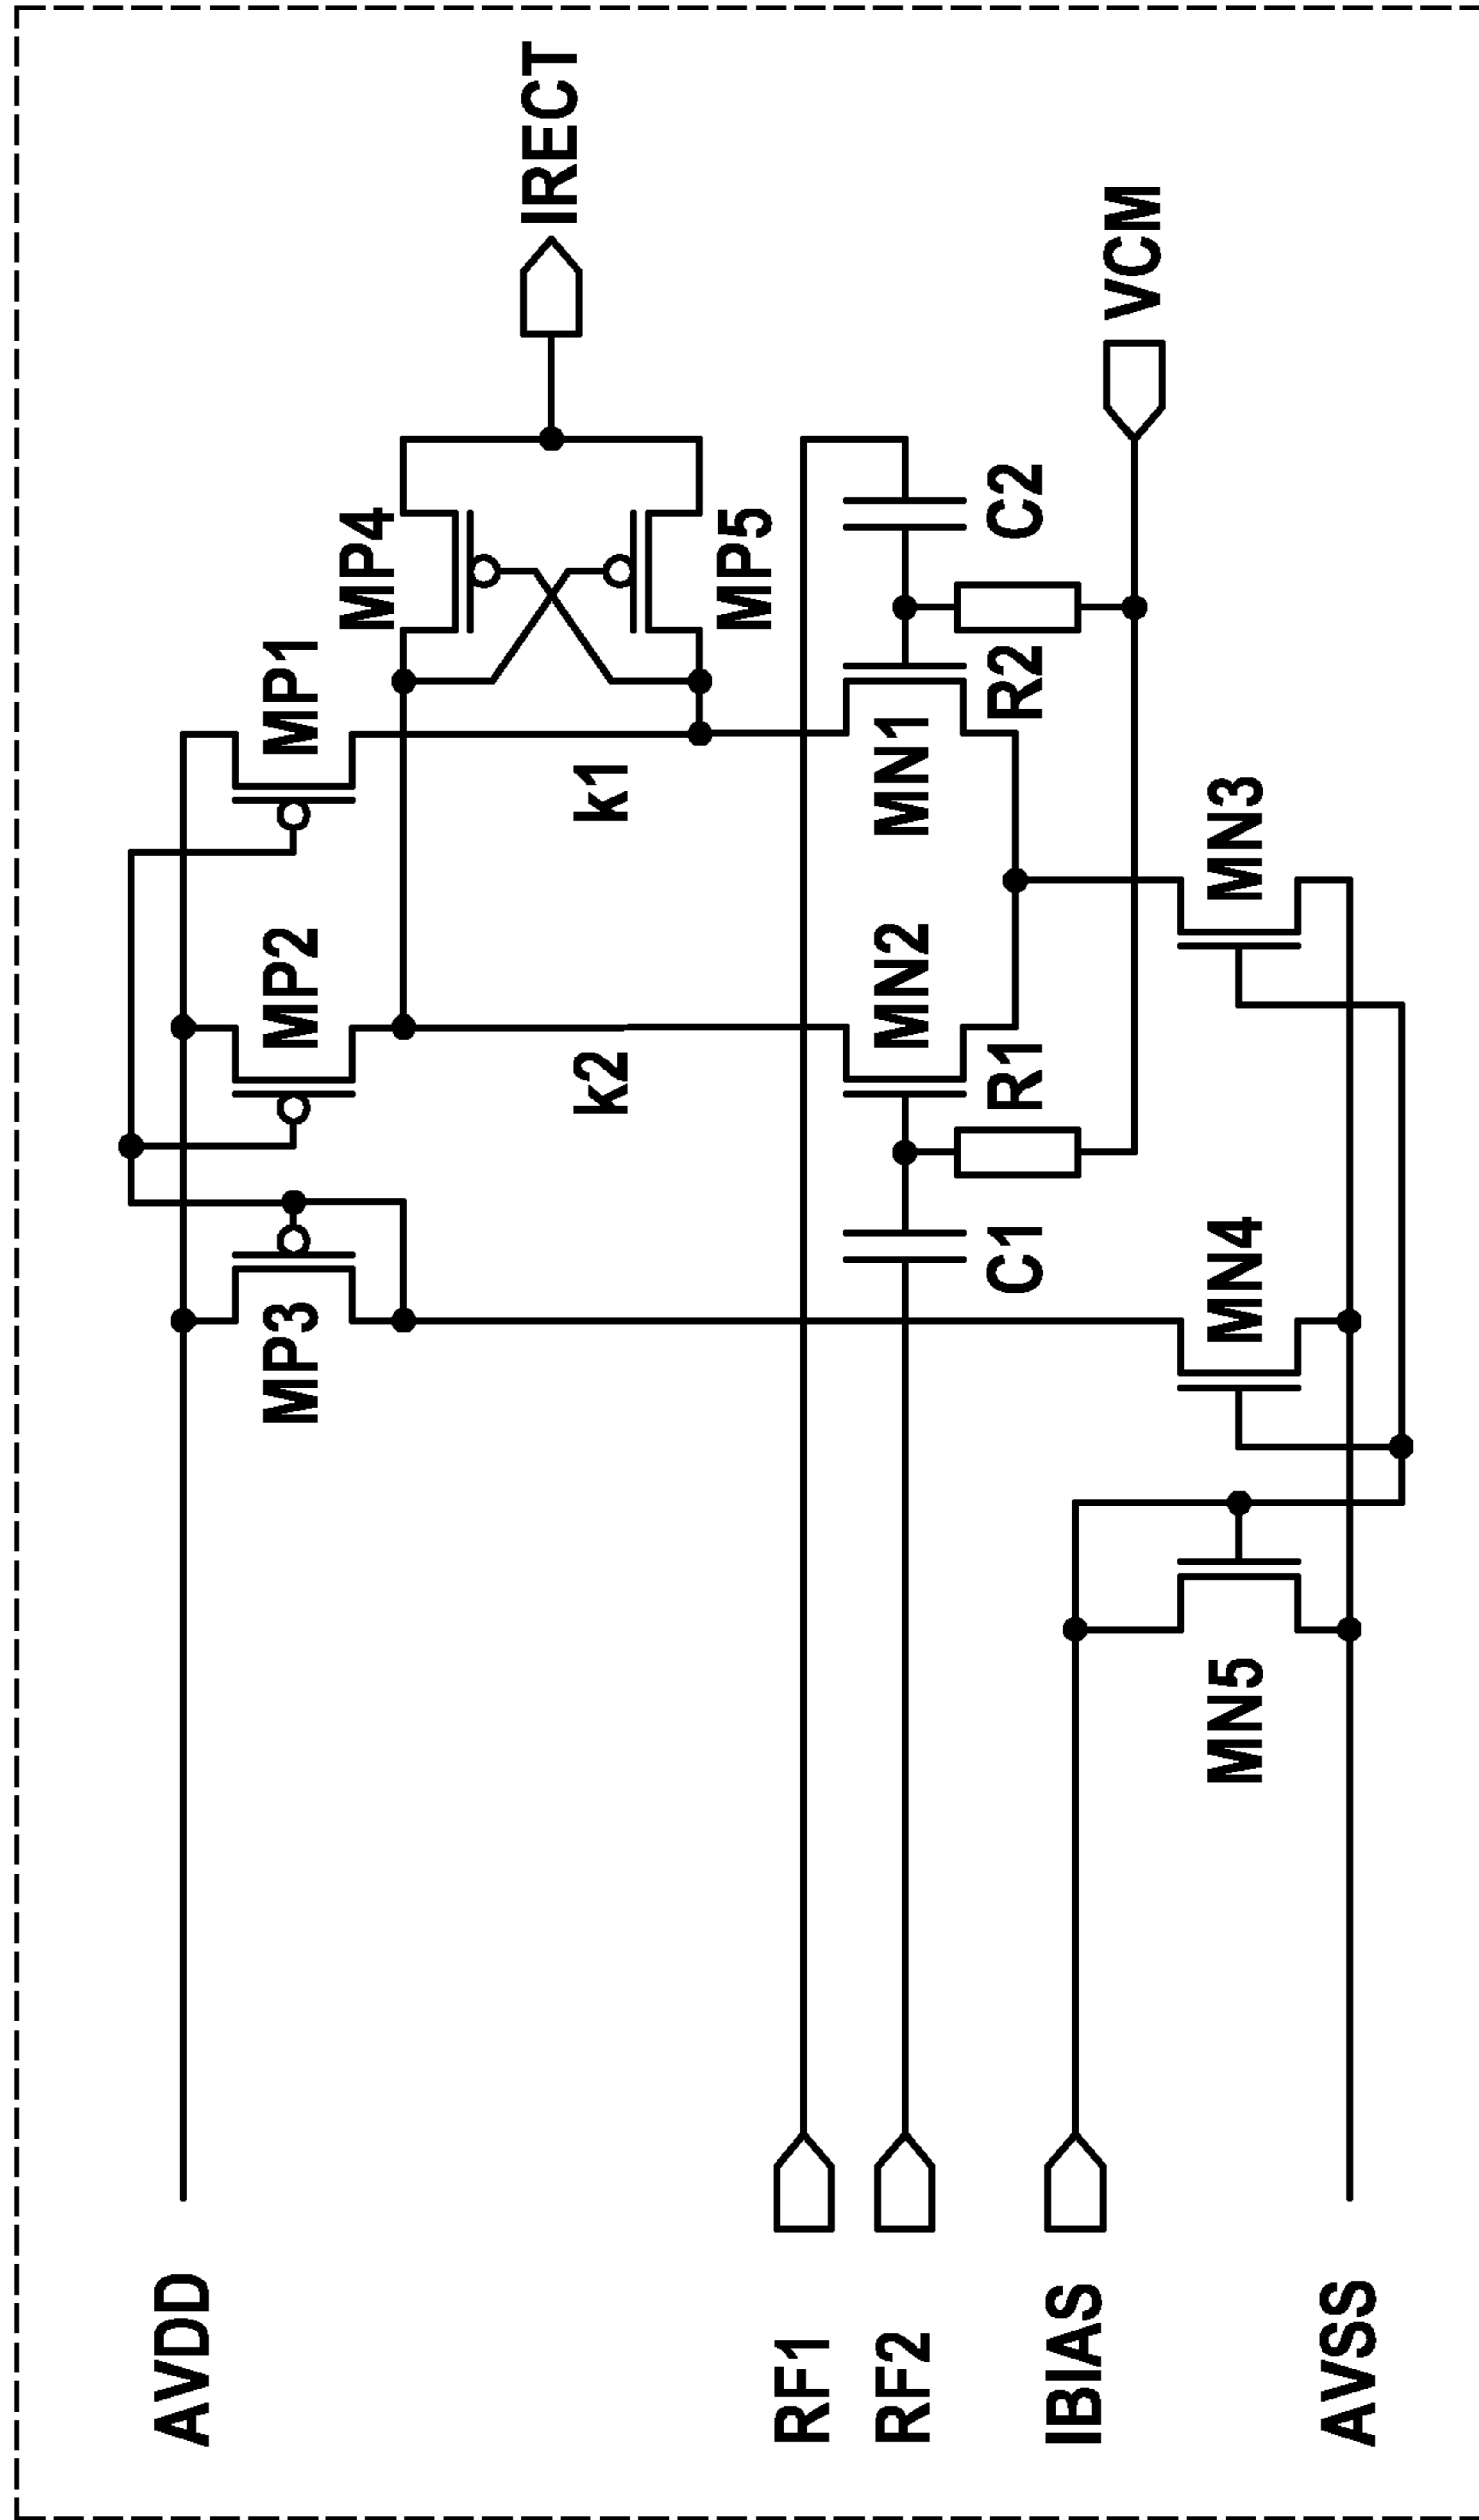 AVDD
MP3
MP2
MP1
MP4
IRECT
MP5
k2
k1
RF1
RF2
MN2
MN1
C1
R1
R2
C2
IBIAS
VCM
MN5
MN4
MN3
AVSS